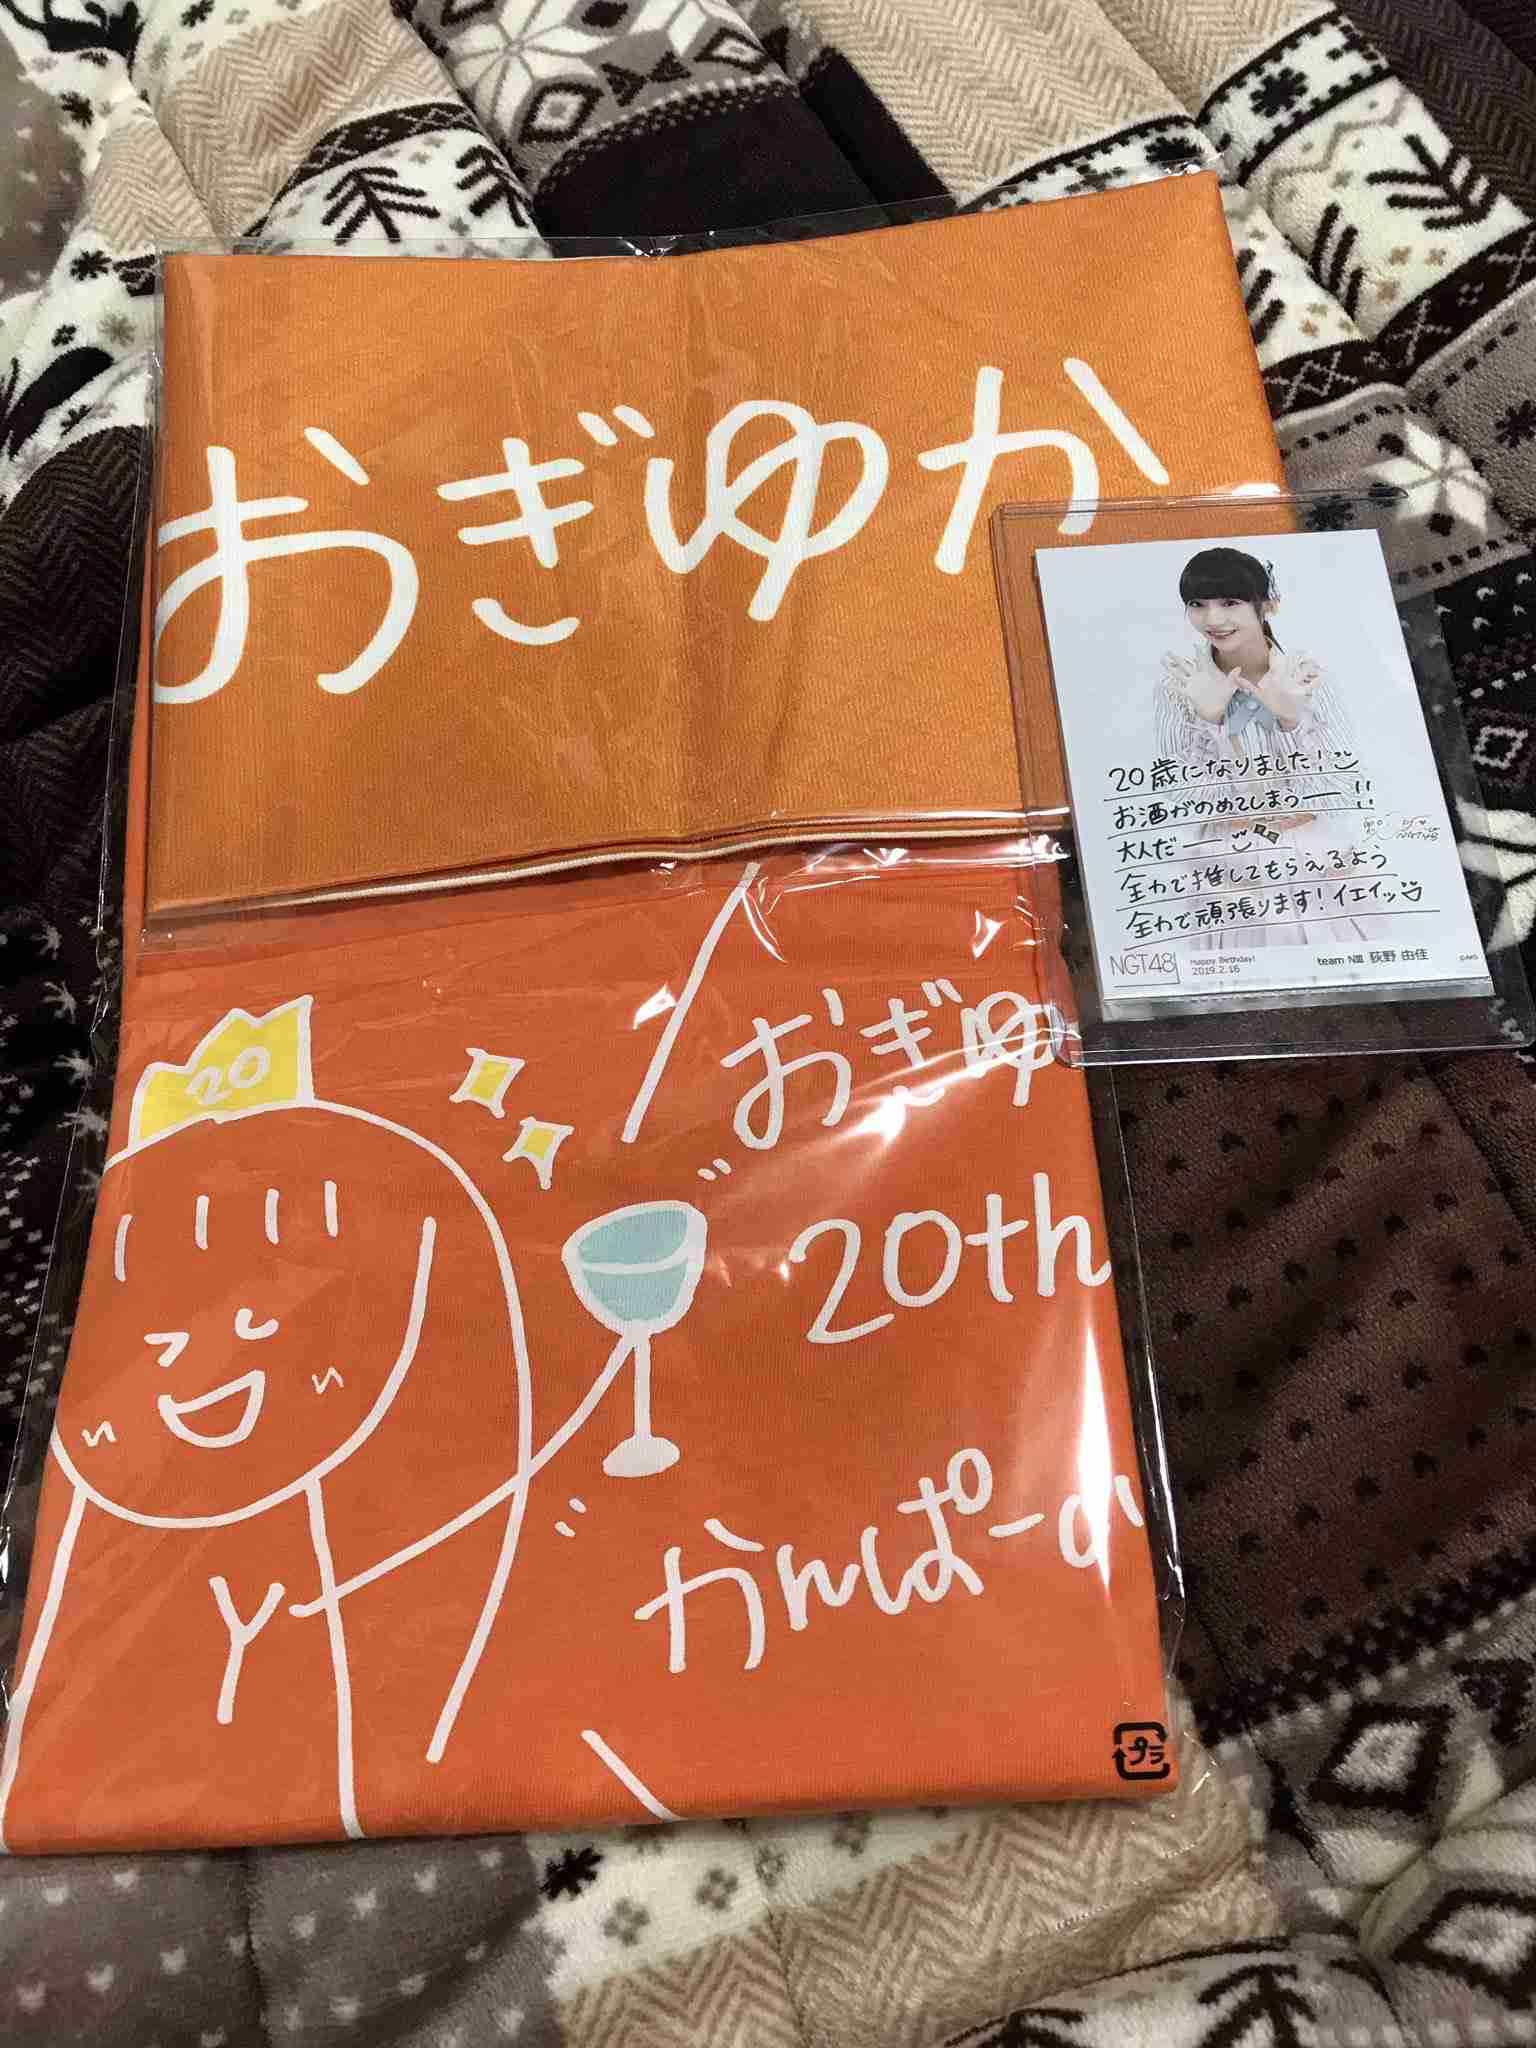 おぎゆか
20歳になりました!
お酒がのめてしまうー!!
大人だー
全力で推してもらえるよう
全力で頑張ります!イエイッ
NGT48
Happy Birthday!
2019.2.16
team NIII 荻野 由佳
©AKS
20
おぎゆ
20th
かんぱーい
プラ